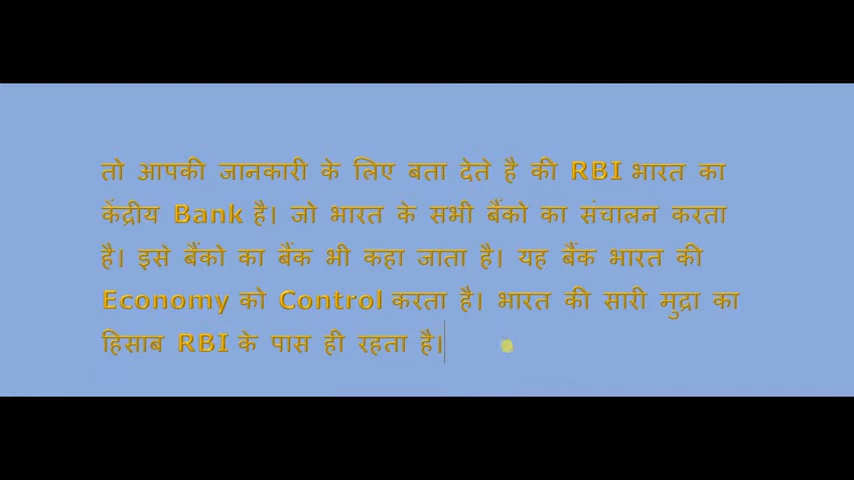 तो आपकी जानकारी के लिए बता देते है की RBI भारत का
केंद्रीय Bank है। जो भारत के सभी बैंको का संचालन करता
है। इसे बैंको का बैंक भी कहा जाता है। यह बैंक भारत की
Economy को Control करता है। भारत की सारी मुद्रा का
हिसाब RBI के पास ही रहता है।